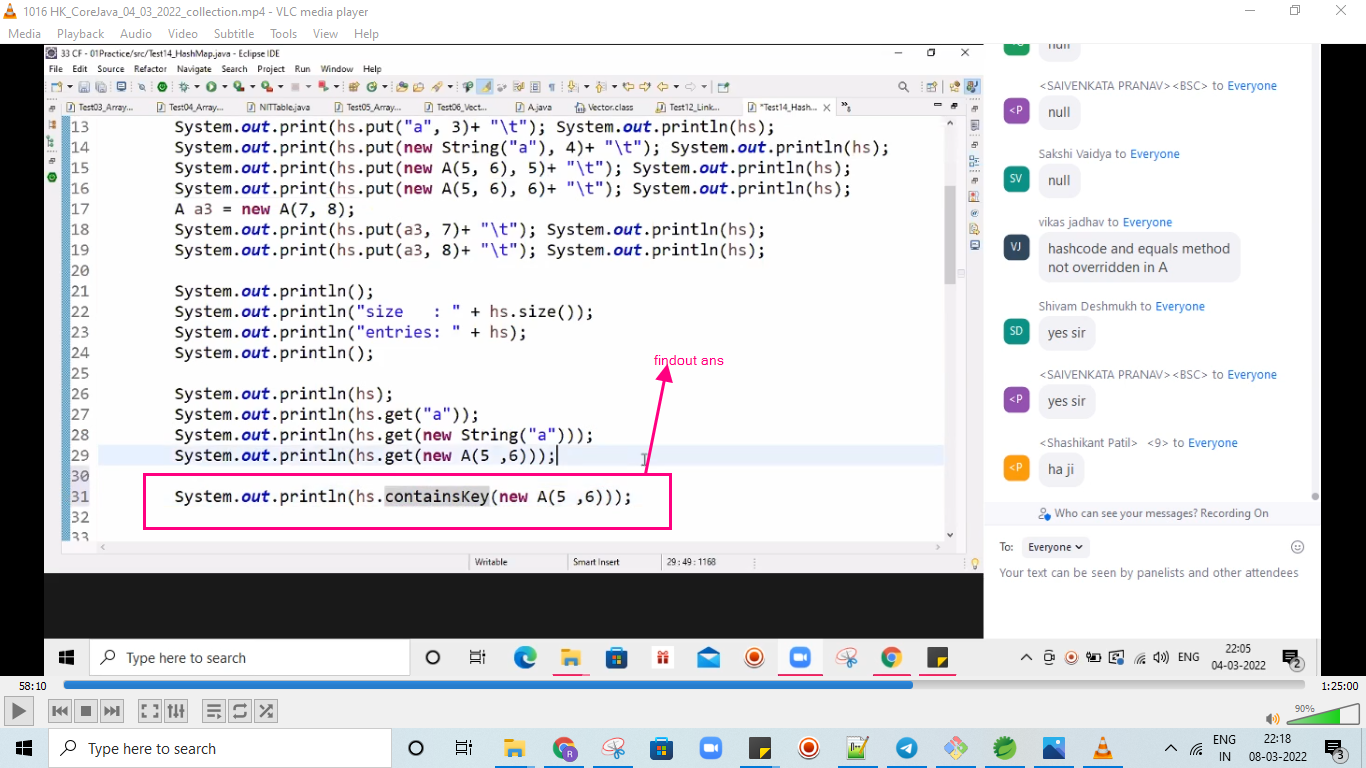 1016 HK_CoreJava_04_03_2022_collection.mp4 - VLC media player
Media Playback Audio Video Subtitle Tools View Help
33 CF - 01Practice/src/Test14_HashMap.java - Eclipse IDE
File Edit Source Refactor Navigate Search Project Run Window Help
Test03_Array... Test04_Array... NITTable.java Test05_Array... Test06_Vect... A.java Vector.class Test12_Link... *Test14_Hash...
13 System.out.print(hs.put("a", 3)+ "\t"); System.out.println(hs);
14 System.out.print(hs.put(new String("a"), 4)+ "\t"); System.out.println(hs);
15 System.out.print(hs.put(new A(5, 6), 5)+ "\t"); System.out.println(hs);
16 System.out.print(hs.put(new A(5, 6), 6)+ "\t"); System.out.println(hs);
17 A a3 = new A(7, 8);
18 System.out.print(hs.put(a3, 7)+ "\t"); System.out.println(hs);
19 System.out.print(hs.put(a3, 8)+ "\t"); System.out.println(hs);
20
21 System.out.println();
22 System.out.println("size   : " + hs.size());
23 System.out.println("entries: " + hs);
24 System.out.println();
25
findout ans
26 System.out.println(hs);
27 System.out.println(hs.get("a"));
28 System.out.println(hs.get(new String("a")));
29 System.out.println(hs.get(new A(5 ,6)));
30
31 System.out.println(hs.containsKey(new A(5 ,6)));
32
33
Writable Smart Insert 29 : 49 : 1168
null
<SAIVENKATA PRANAV><BSC> to Everyone
<P null
Sakshi Vaidya to Everyone
SV null
vikas jadhav to Everyone
VJ hashcode and equals method
not overridden in A
Shivam Deshmukh to Everyone
SD yes sir
<SAIVENKATA PRANAV><BSC> to Everyone
<P yes sir
<Shashikant Patil> <9> to Everyone
<P ha ji
Who can see your messages? Recording On
To: Everyone
Your text can be seen by panelists and other attendees
Type here to search
ENG
22:05
04-03-2022
2
58:10
1:25:00
90%
Type here to search
ENG
IN
22:18
08-03-2022
3